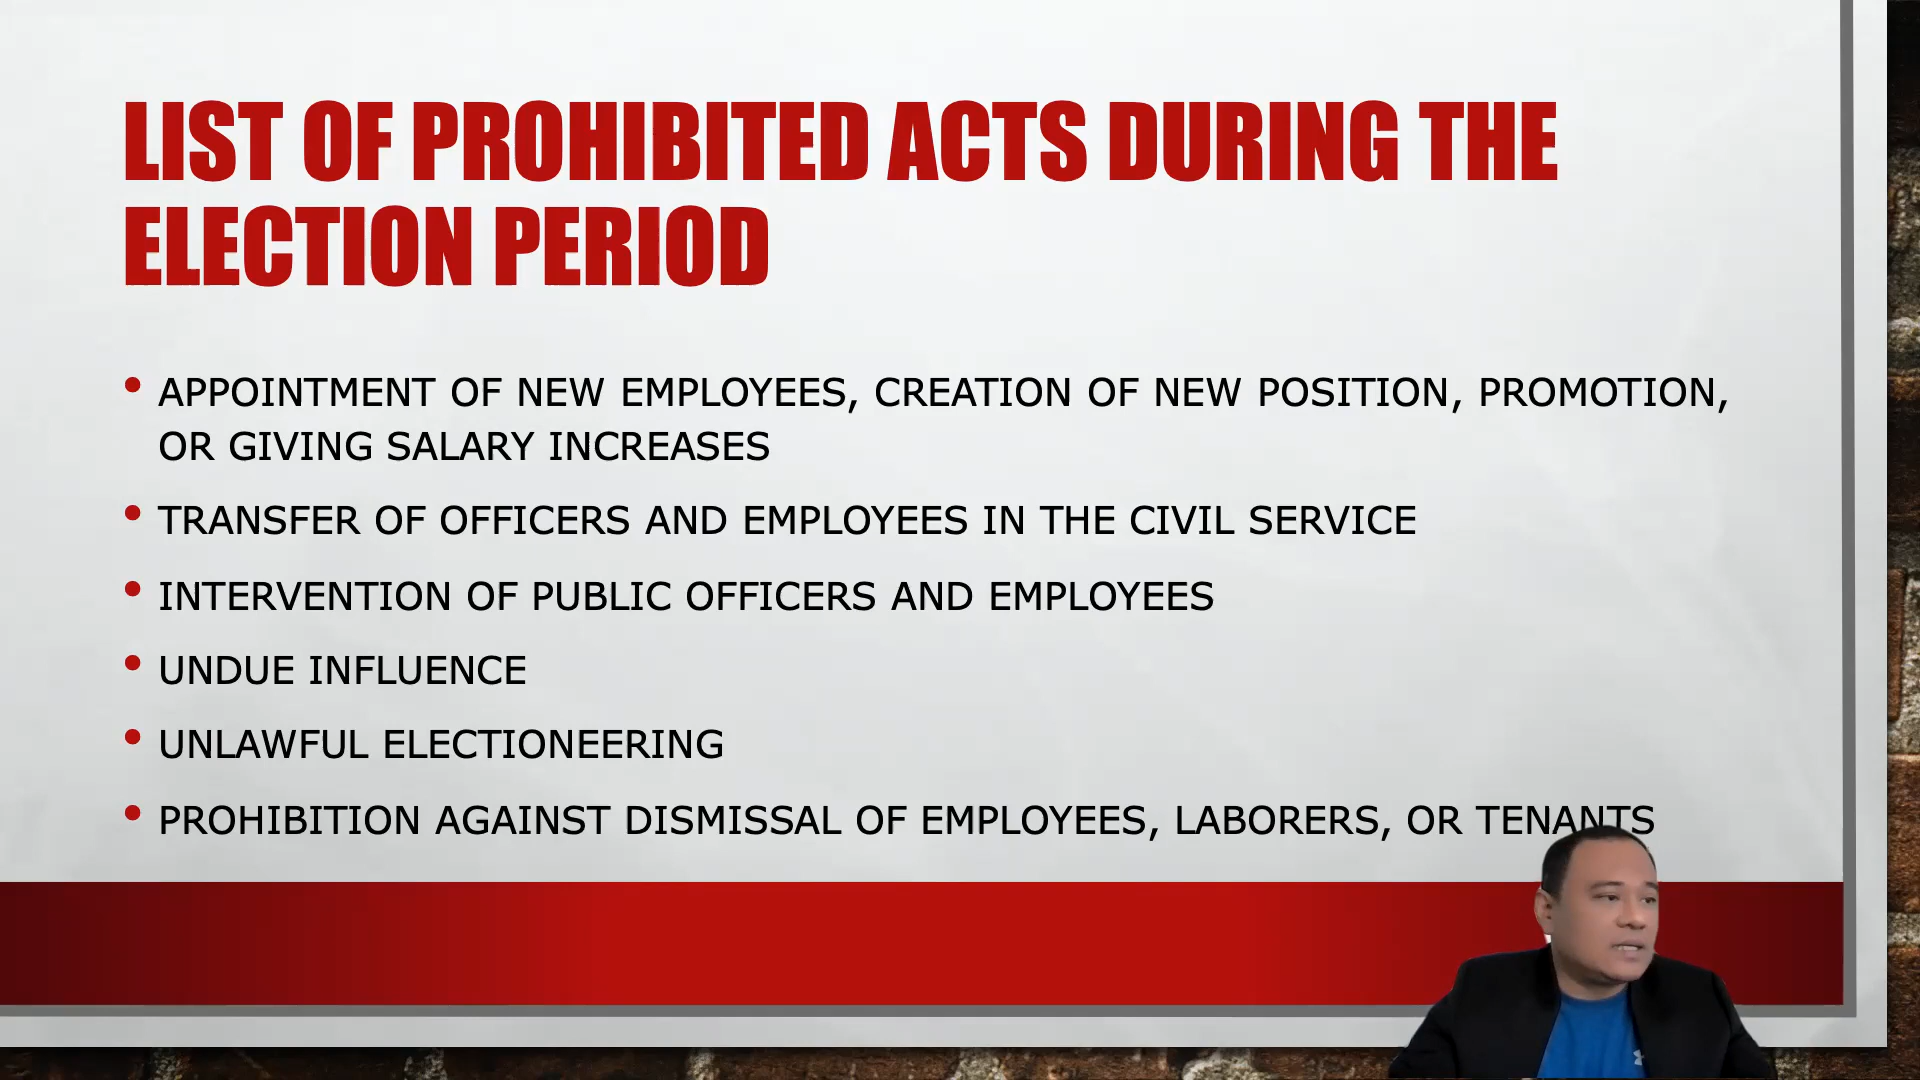 LIST OF PROHIBITED ACTS DURING THE
ELECTION PERIOD
• APPOINTMENT OF NEW EMPLOYEES, CREATION OF NEW POSITION, PROMOTION,
OR GIVING SALARY INCREASES
• TRANSFER OF OFFICERS AND EMPLOYEES IN THE CIVIL SERVICE
• INTERVENTION OF PUBLIC OFFICERS AND EMPLOYEES
• UNDUE INFLUENCE
• UNLAWFUL ELECTIONEERING
• PROHIBITION AGAINST DISMISSAL OF EMPLOYEES, LABORERS, OR TENANTS